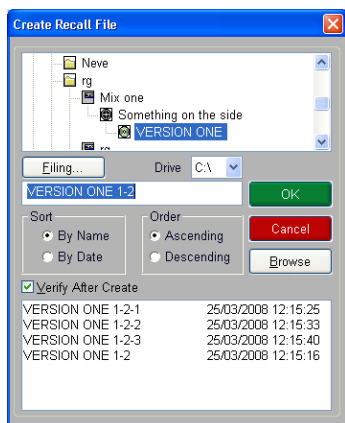 Create Recall File
Neve
rg
Mix one
Something on the side
VERSION ONE
rg
Filing... Drive C:\
VERSION ONE 1-2 OK
Sort Order Cancel
By Name Ascending
By Date Descending Browse
Verify After Create
VERSION ONE 1-2-1 25/03/2008 12:15:25
VERSION ONE 1-2-2 25/03/2008 12:15:33
VERSION ONE 1-2-3 25/03/2008 12:15:40
VERSION ONE 1-2 25/03/2008 12:15:16